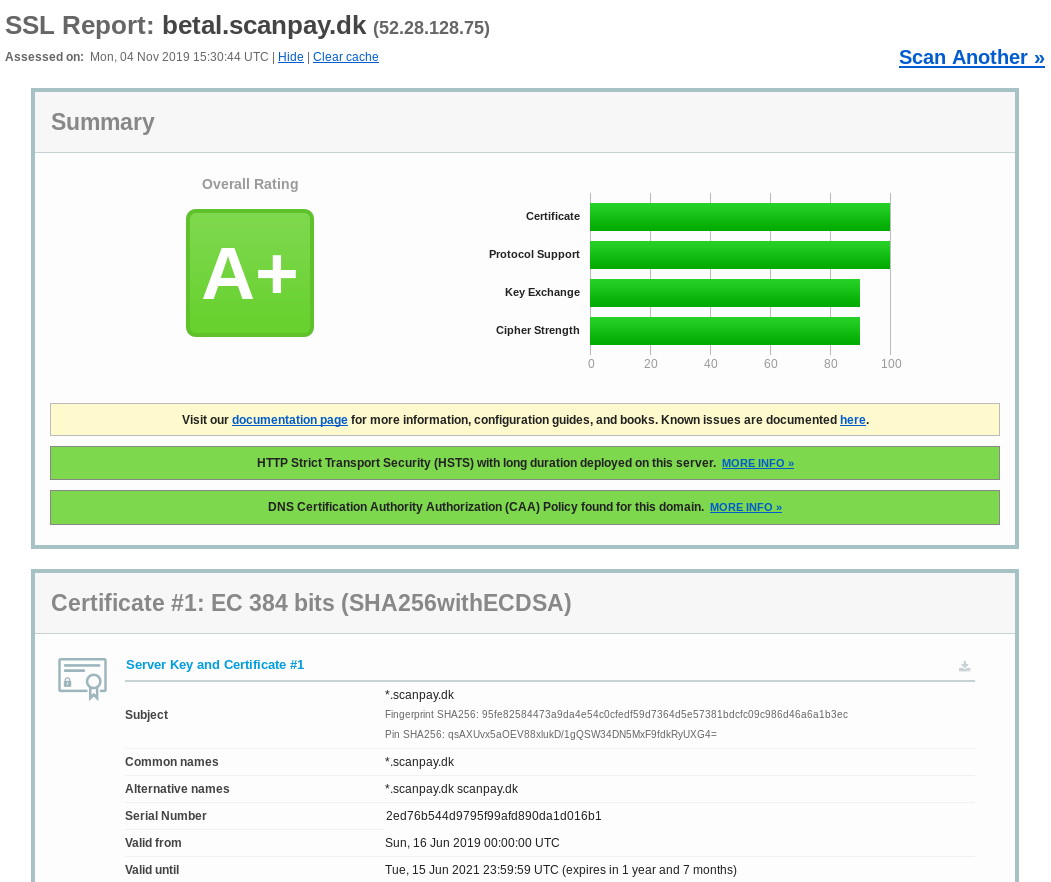 SSL Report: betal.scanpay.dk (52.28.128.75)
Assessed on: Mon, 04 Nov 2019 15:30:44 UTC | Hide | Clear cache
Scan Another »
Summary
Overall Rating
A+
Certificate
Protocol Support
Key Exchange
Cipher Strength
0 20 40 60 80 100
Visit our documentation page for more information, configuration guides, and books. Known issues are documented here.
HTTP Strict Transport Security (HSTS) with long duration deployed on this server. MORE INFO »
DNS Certification Authority Authorization (CAA) Policy found for this domain. MORE INFO »
Certificate #1: EC 384 bits (SHA256withECDSA)
Server Key and Certificate #1
Subject
*.scanpay.dk
Fingerprint SHA256: 95fe82584473a9da4e54c0cfedf59d7364d5e57381bdcfc09c986d46a6a1b3ec
Pin SHA256: qsAXUvx5aOEV88xlukD/1gQSW34DN5MxF9fdkRyUXG4=
Common names *.scanpay.dk
Alternative names *.scanpay.dk scanpay.dk
Serial Number 2ed76b544d9795f99afd890da1d016b1
Valid from Sun, 16 Jun 2019 00:00:00 UTC
Valid until Tue, 15 Jun 2021 23:59:59 UTC (expires in 1 year and 7 months)